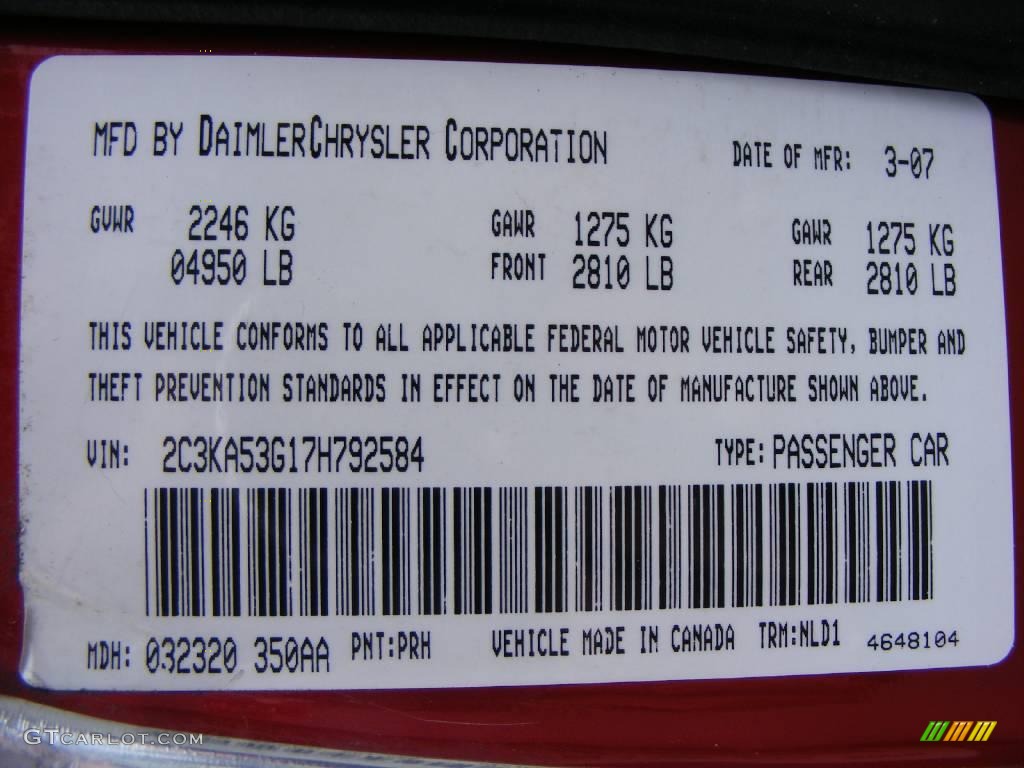 MFD BY DAIMLERCHRYSLER CORPORATION DATE OF MFR: 3-07
GVWR 2246 KG GAWR 1275 KG GAWR 1275 KG
04950 LB FRONT 2810 LB REAR 2810 LB
THIS VEHICLE CONFORMS TO ALL APPLICABLE FEDERAL MOTOR VEHICLE SAFETY, BUMPER AND
THEFT PREVENTION STANDARDS IN EFFECT ON THE DATE OF MANUFACTURE SHOWN ABOVE.
VIN: 2C3KA53G17H792584 TYPE: PASSENGER CAR
MDH: 032320 350AA PNT:PRH VEHICLE MADE IN CANADA TRM:NLD1 4648104
GTCARLOT.COM